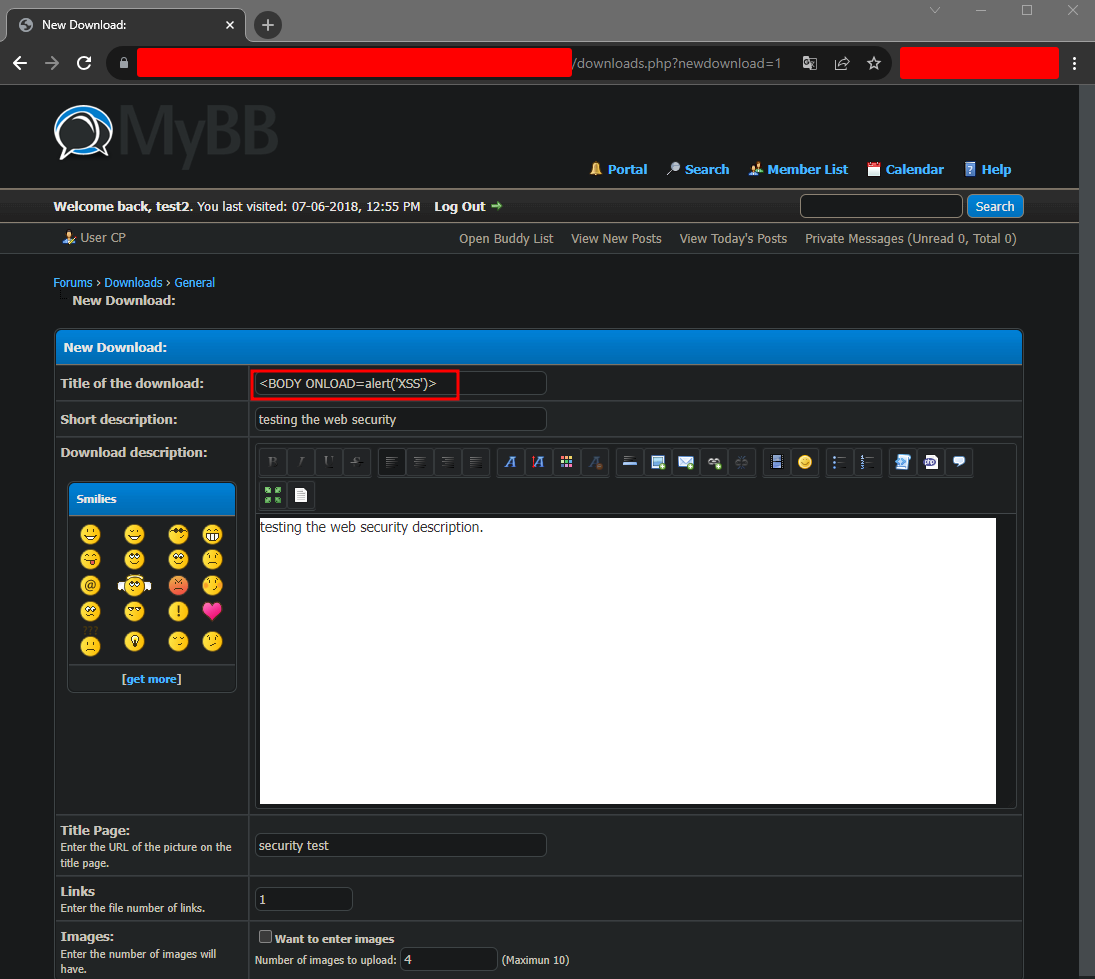 New Download:
/downloads.php?newdownload=1
MyBB
Portal Search Member List Calendar Help
Welcome back, test2. You last visited: 07-06-2018, 12:55 PM Log Out
Search
User CP
Open Buddy List View New Posts View Today's Posts Private Messages (Unread 0, Total 0)
Forums › Downloads › General
New Download:
New Download:
Title of the download: <BODY ONLOAD=alert('XSS')>
Short description: testing the web security
Download description:
Smilies
[get more]
testing the web security description.
Title Page:
Enter the URL of the picture on the
title page.
security test
Links
Enter the file number of links.
1
Images:
Enter the number of images will
have.
Want to enter images
Number of images to upload: 4 (Maximun 10)